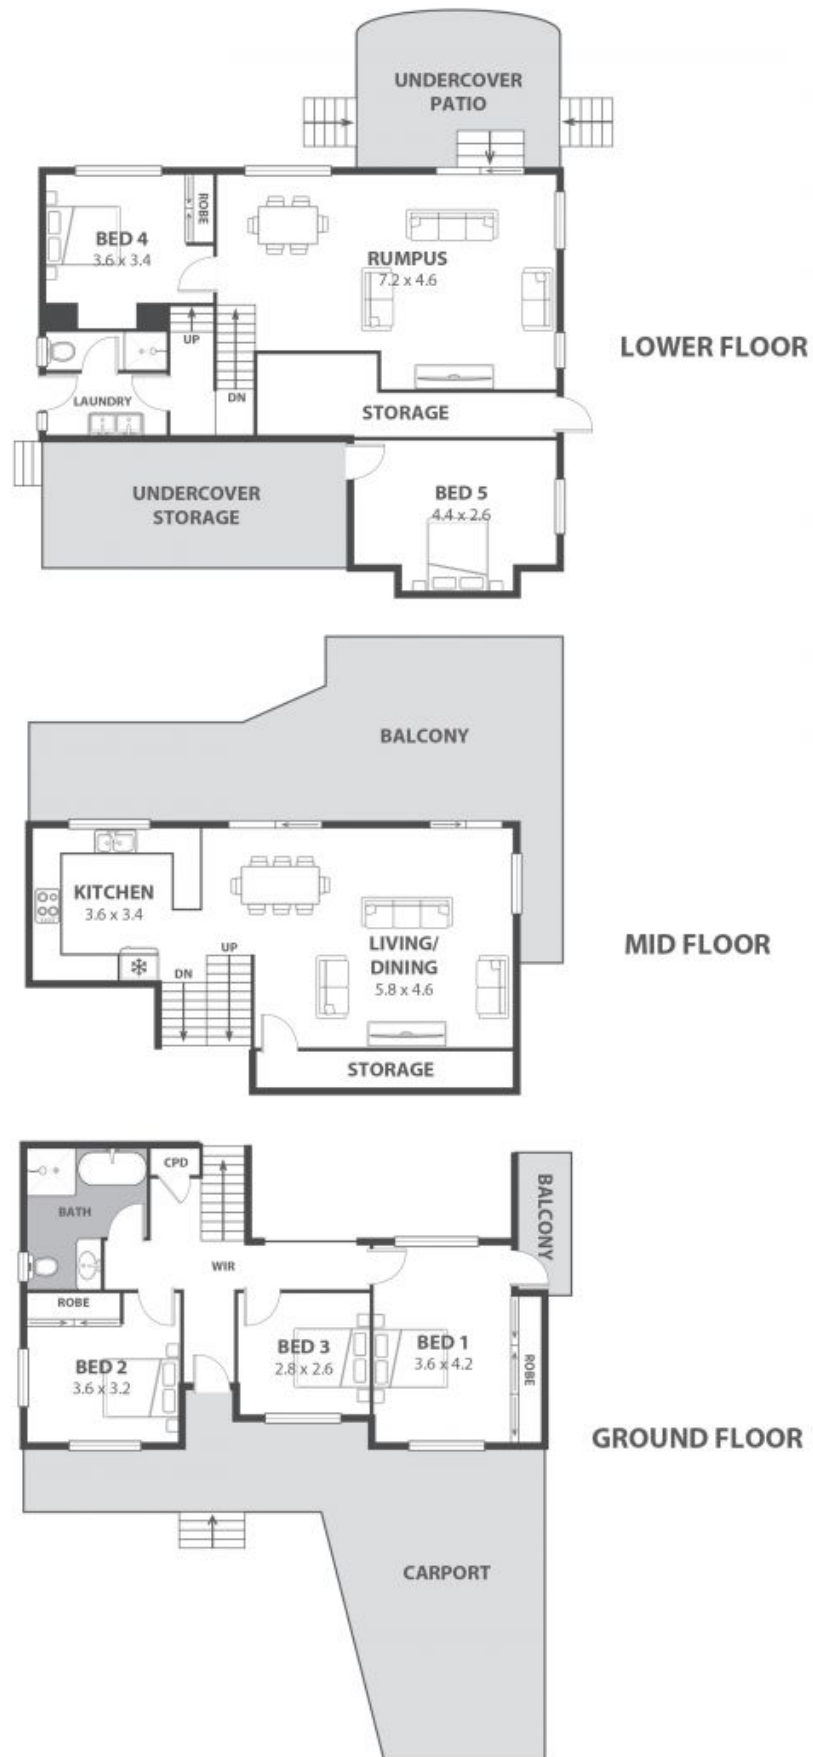 UNDERCOVER
PATIO
ROBE
BED 4
3.6 x 3.4
RUMPUS
7.2 x 4.6
UP
LOWER FLOOR
DN
LAUNDRY
STORAGE
UNDERCOVER
STORAGE
BED 5
4.4 x 2.6
BALCONY
KITCHEN
3.6 x 3.4
LIVING/
DINING
5.8 x 4.6
UP
DN
MID FLOOR
STORAGE
CPD
BATH
BALCONY
WIR
ROBE
BED 2
3.6 x 3.2
BED 3
2.8 x 2.6
BED 1
3.6 x 4.2
ROBE
GROUND FLOOR
CARPORT